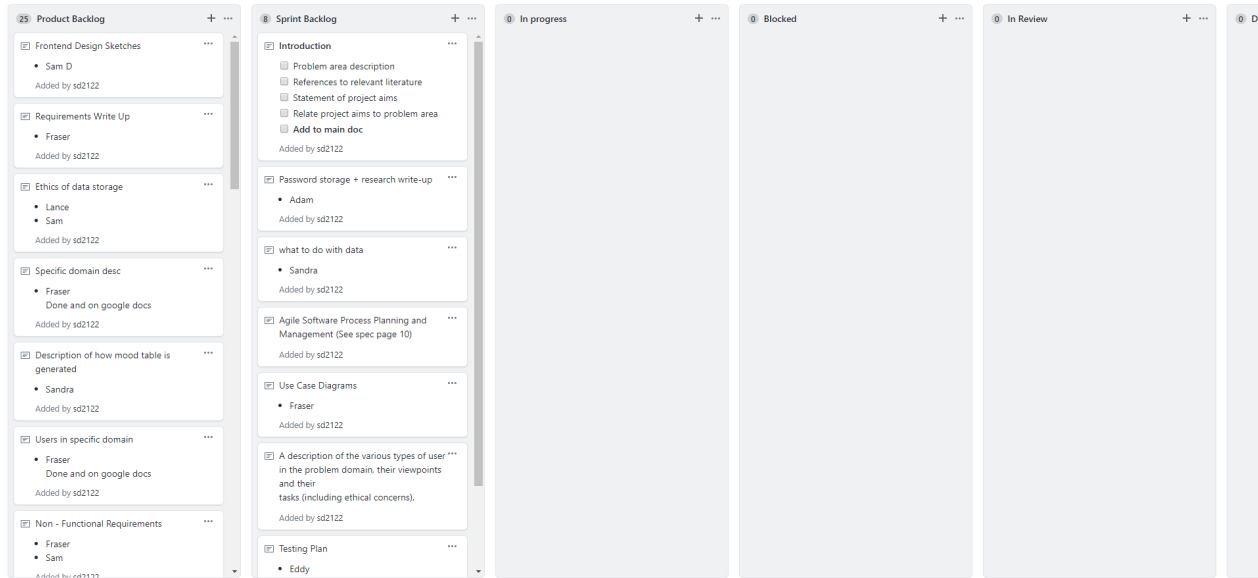 25 Product Backlog
Frontend Design Sketches
Sam D
Added by sd2122
Requirements Write Up
Fraser
Added by sd2122
Ethics of data storage
Lance
Sam
Added by sd2122
Specific domain desc
Fraser
Done and on google docs
Added by sd2122
Description of how mood table is
generated
Sandra
Added by sd2122
Users in specific domain
Fraser
Done and on google docs
Added by sd2122
Non - Functional Requirements
Fraser
Sam
Added by sd2122
8 Sprint Backlog
Introduction
Problem area description
References to relevant literature
Statement of project aims
Relate project aims to problem area
Add to main doc
Added by sd2122
Password storage + research write-up
Adam
Added by sd2122
what to do with data
Sandra
Added by sd2122
Agile Software Process Planning and
Management (See spec page 10)
Added by sd2122
Use Case Diagrams
Fraser
Added by sd2122
A description of the various types of user
in the problem domain, their viewpoints
and their
tasks (including ethical concerns).
Added by sd2122
Testing Plan
Eddy
0 In progress
0 Blocked
0 In Review
0 D